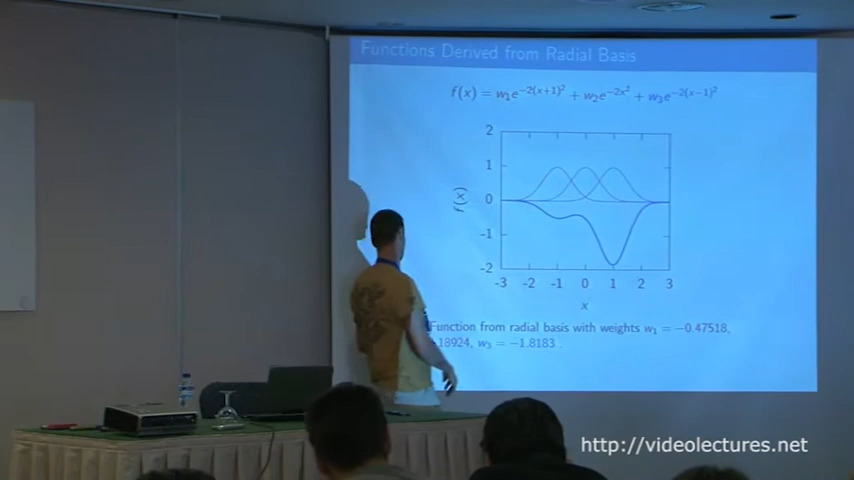 Functions Derived from Radial Basis
f(x) = w₁e^−2(x+1)² + w₂e^−2x² + w₃e^−2(x−1)²
2
1
0
-1
-2
f(x)
-3 -2 -1 0 1 2 3
x
Function from radial basis with weights w₁ = −0.47518,
18924, w₃ = −1.8183 .
http://videolectures.net